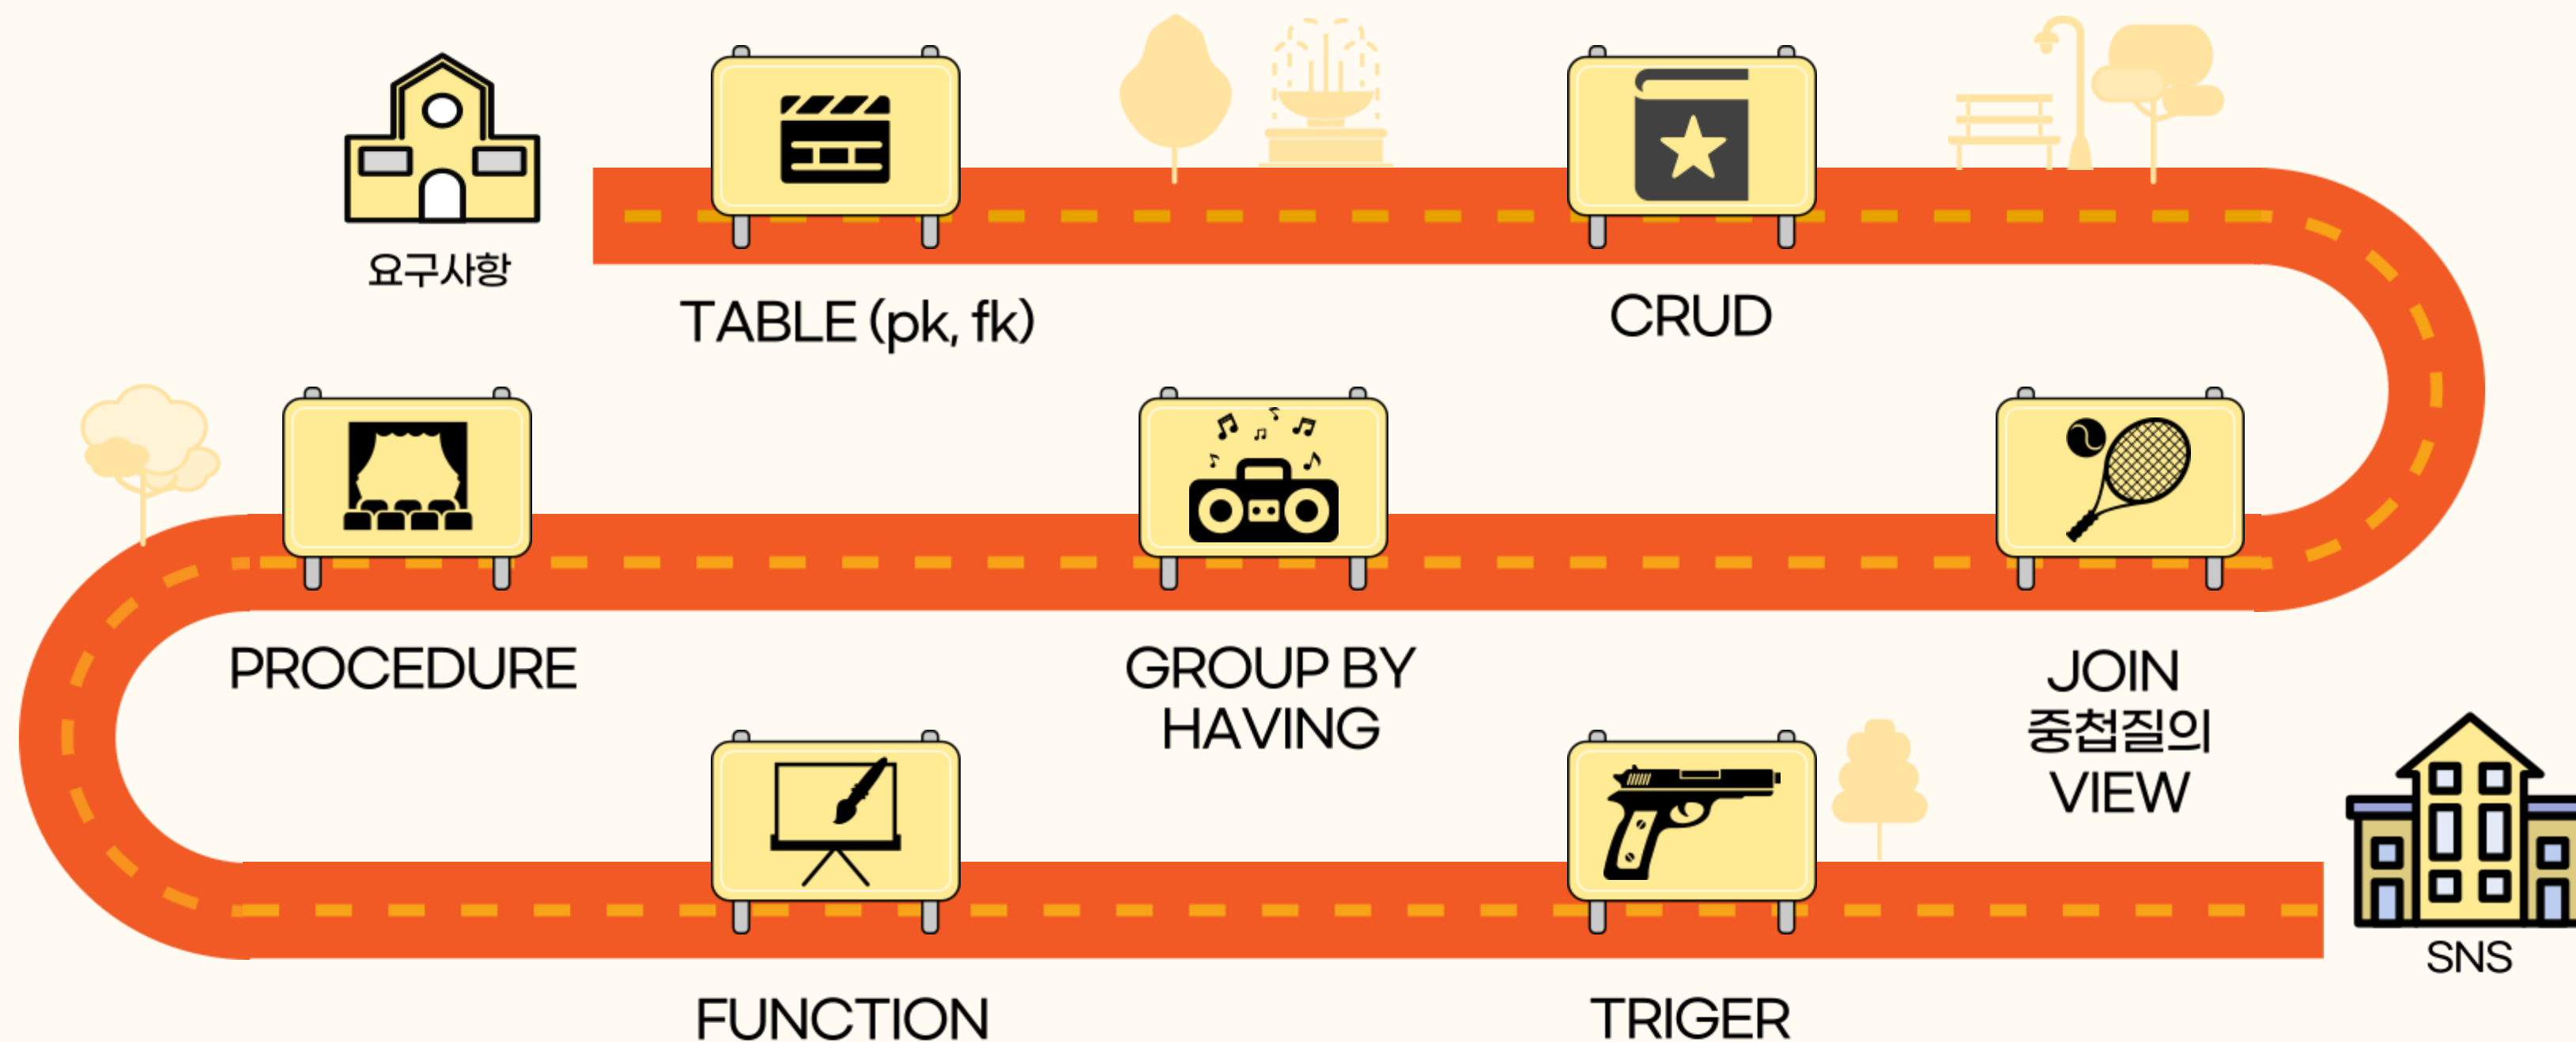 요구사항
TABLE (pk, fk)
CRUD
PROCEDURE
GROUP BY
HAVING
JOIN
중첩질의
VIEW
SNS
FUNCTION
TRIGER